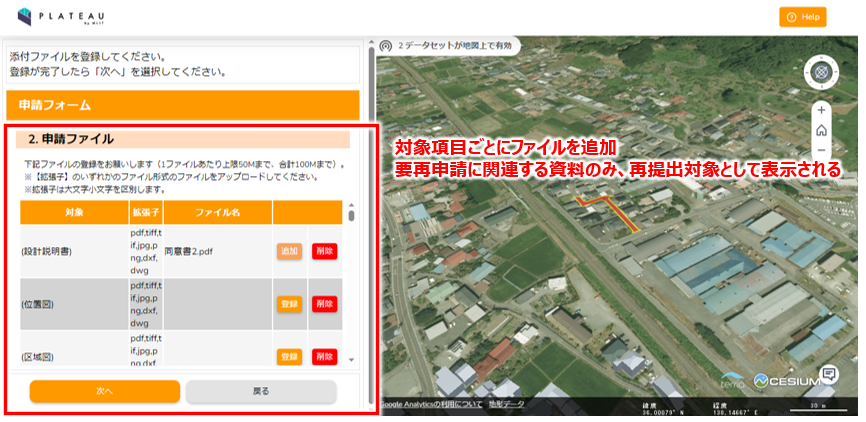 PLATEAU
by MLIT
Help
添付ファイルを登録してください。
登録が完了したら「次へ」を選択してください。
申請フォーム
2. 申請ファイル
下記ファイルの登録をお願いします（1ファイルあたり上限50Mまで、合計100Mまで）。
※【拡張子】のいずれかのファイル形式のファイルをアップロードしてください。
※拡張子は大文字小文字を区別します。
対象 拡張子 ファイル名
(設計説明書) pdf,tiff,tif,jpg,png,dxf,dwg 同意書2.pdf 追加 削除
(位置図) pdf,tiff,tif,jpg,png,dxf,dwg 登録 削除
(区域図) pdf,tiff,tif,jpg,png,dxf, 登録 削除
次へ 戻る
2 データセットが地図上で有効
対象項目ごとにファイルを追加
要再申請に関連する資料のみ、再提出対象として表示される
CESIUM
Google Analyticsの利用について 地形データ
緯度 36.00079° N
経度 138.14667° E
30 m